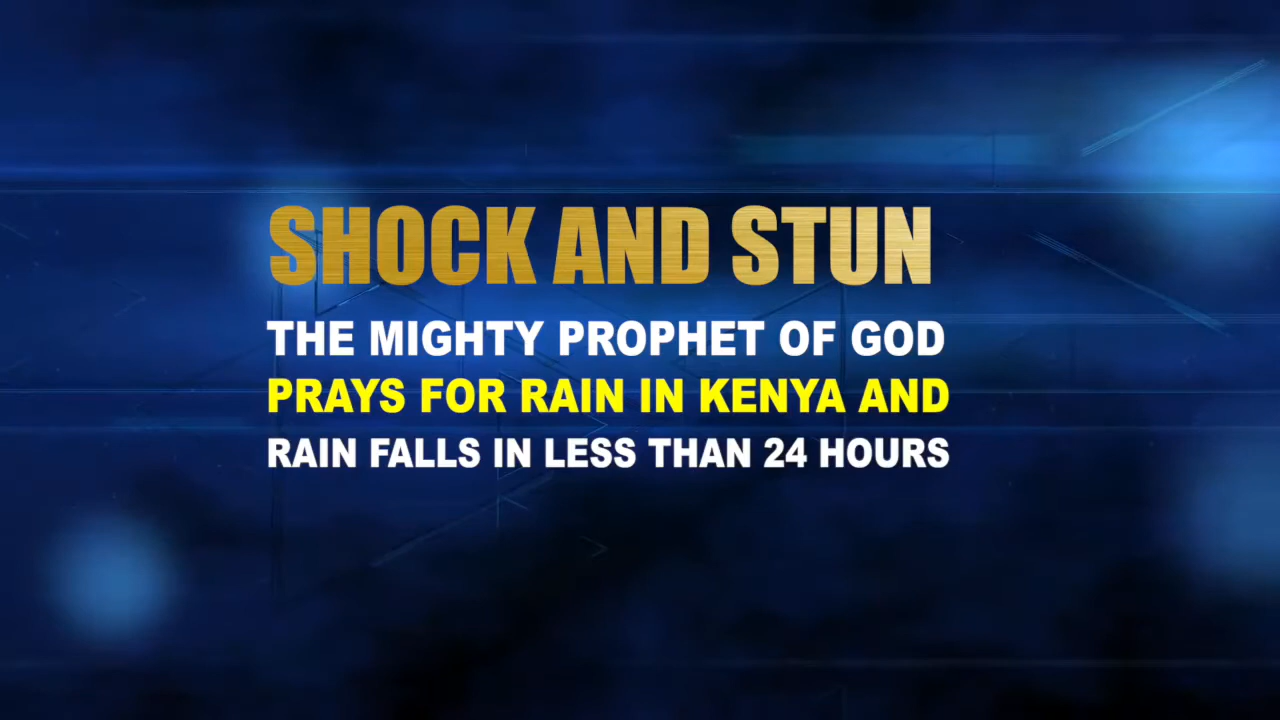 SHOCK AND STUN
THE MIGHTY PROPHET OF GOD
PRAYS FOR RAIN IN KENYA AND
RAIN FALLS IN LESS THAN 24 HOURS